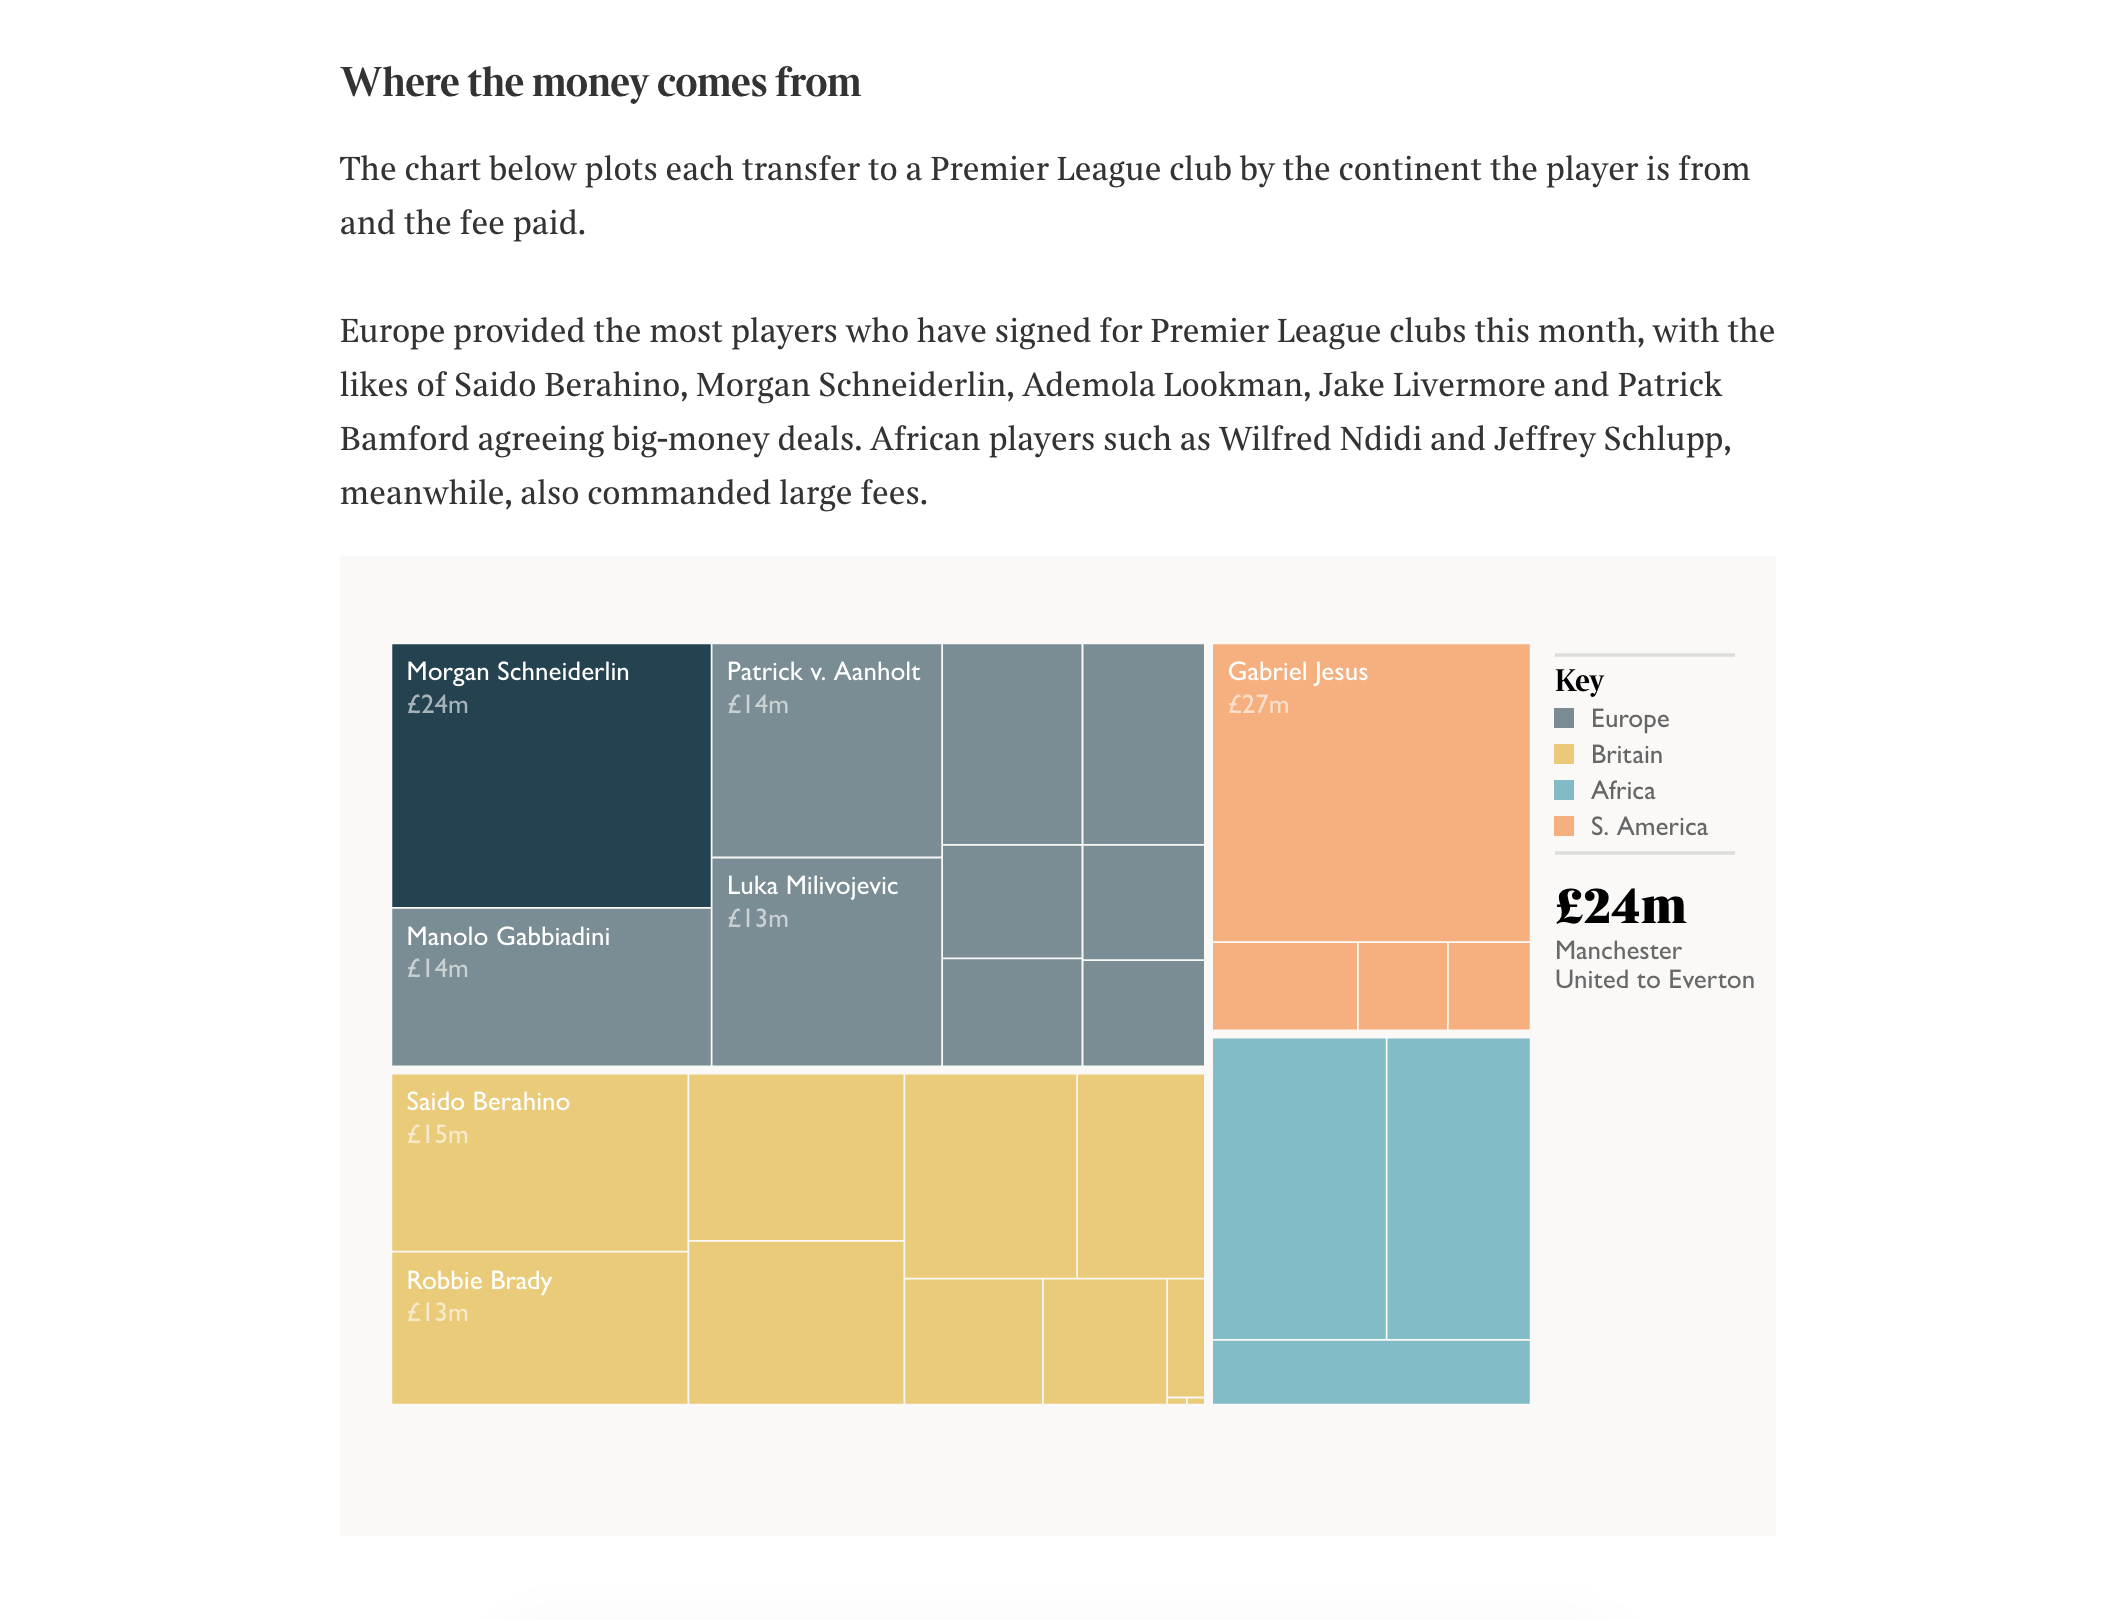 Where the money comes from
The chart below plots each transfer to a Premier League club by the continent the player is from
and the fee paid.
Europe provided the most players who have signed for Premier League clubs this month, with the
likes of Saido Berahino, Morgan Schneiderlin, Ademola Lookman, Jake Livermore and Patrick
Bamford agreeing big-money deals. African players such as Wilfred Ndidi and Jeffrey Schlupp,
meanwhile, also commanded large fees.
Morgan Schneiderlin
£24m
Patrick v. Aanholt
£14m
Manolo Gabbiadini
£14m
Luka Milivojevic
£13m
Saido Berahino
£15m
Robbie Brady
£13m
Gabriel Jesus
£27m
Key
Europe
Britain
Africa
S. America
£24m
Manchester
United to Everton